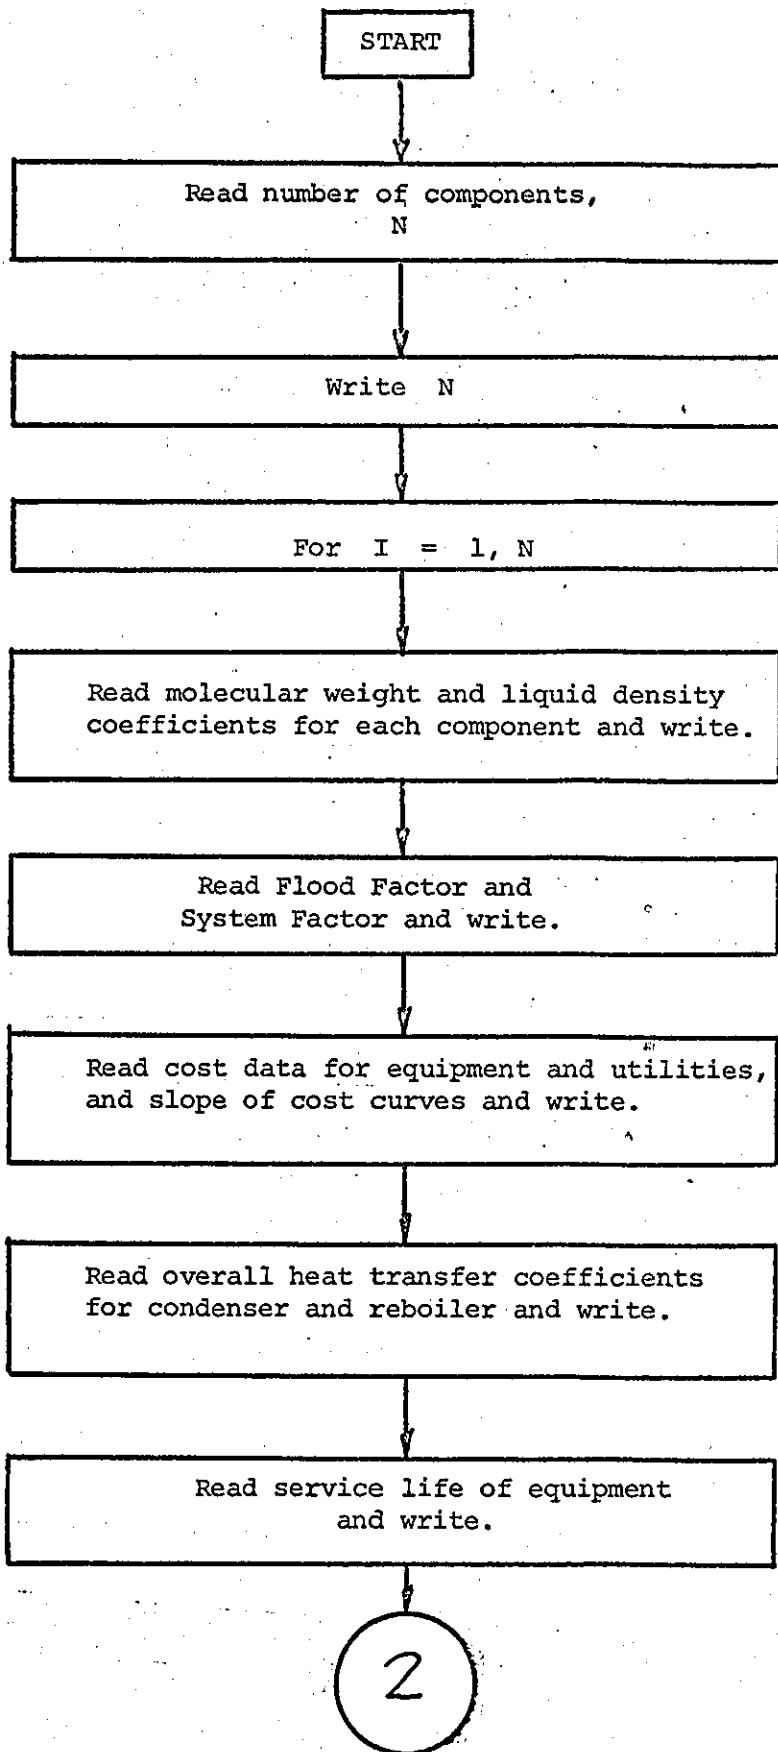 START
Read number of components,
N
Write N
For I = 1, N
Read molecular weight and liquid density
coefficients for each component and write.
Read Flood Factor and
System Factor and write.
Read cost data for equipment and utilities,
and slope of cost curves and write.
Read overall heat transfer coefficients
for condenser and reboiler and write.
Read service life of equipment
and write.
2